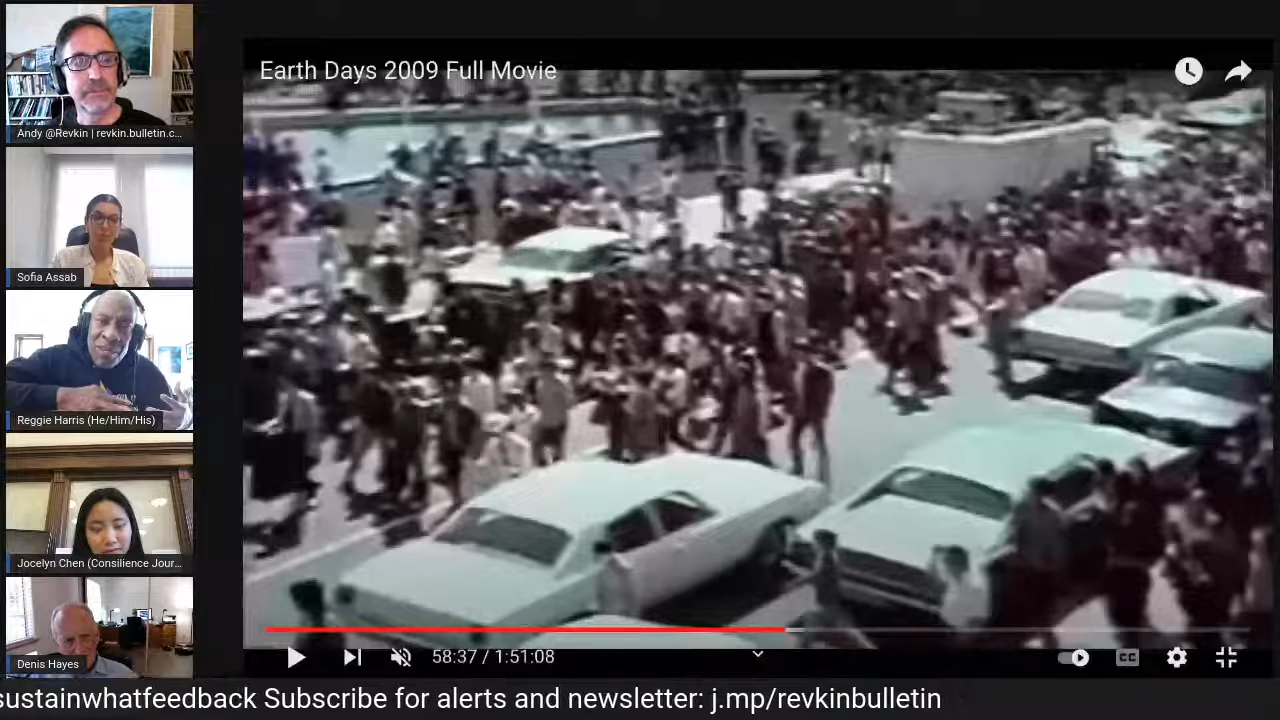 Andy @Revkin | revkin.bulletin.c...
Sofia Assab
Reggie Harris (He/Him/His)
Jocelyn Chen (Consilience Jour...
Denis Hayes
Earth Days 2009 Full Movie
58:37 / 1:51:08
CC
sustainwhatfeedback Subscribe for alerts and newsletter: j.mp/revkinbulletin